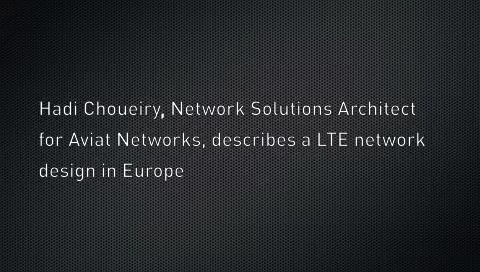 Hadi Choueiry, Network Solutions Architect
for Aviat Networks, describes a LTE network
design in Europe